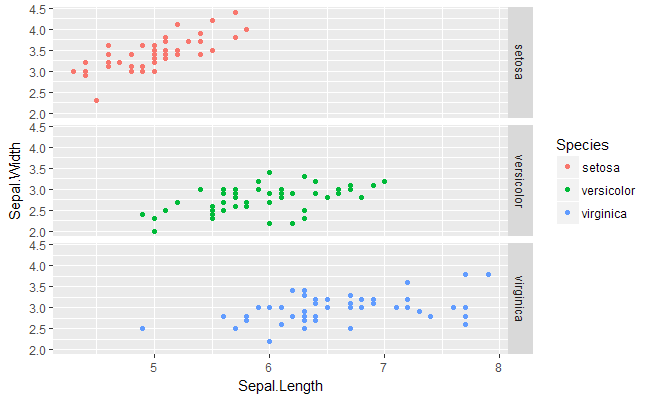 4.5
4.0
3.5
3.0
2.5
2.0
setosa
4.5
4.0
3.5
3.0
2.5
2.0
versicolor
4.5
4.0
3.5
3.0
2.5
2.0
virginica
Sepal.Width
5 6 7 8
Sepal.Length
Species
setosa
versicolor
virginica